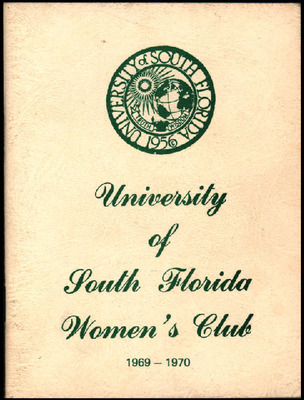 UNIVERSITY of SOUTH FLORIDA
1956
University
of
South Florida
Women's Club
1969 - 1970